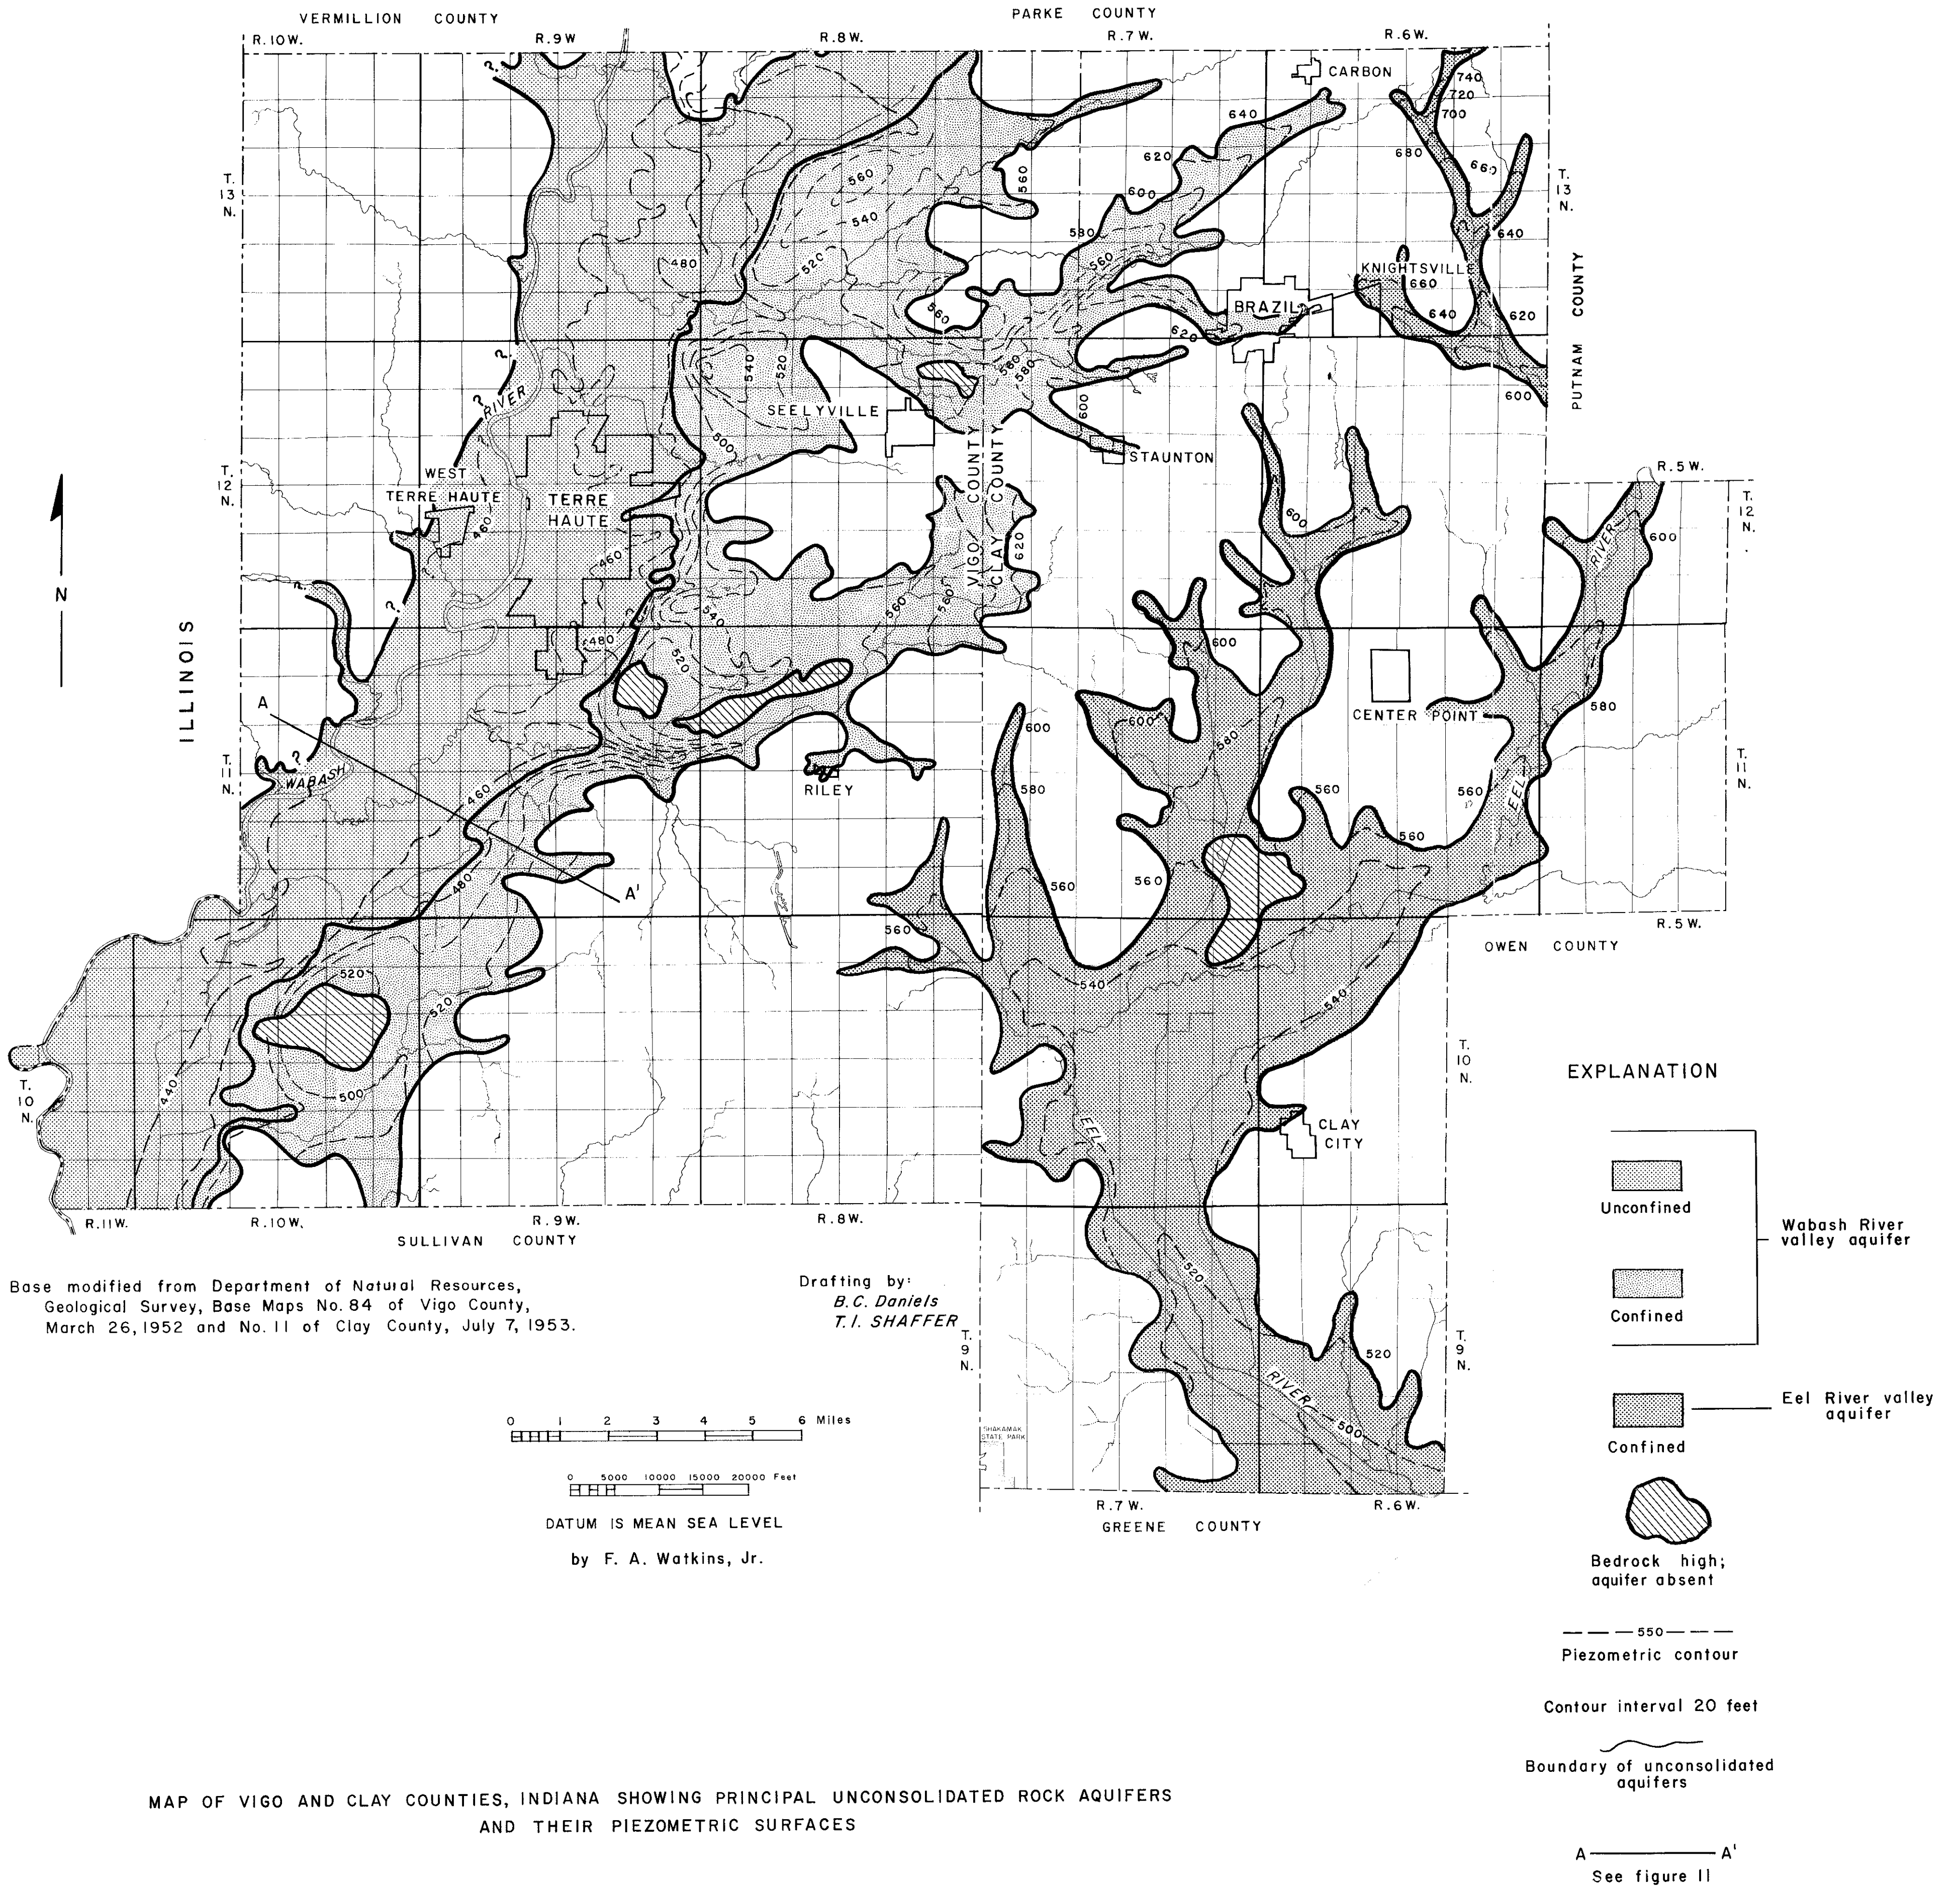 VERMILLION COUNTY
PARKE COUNTY
R.10W.
R.9W
R.8W.
R.7W.
R.6W.
?
CARBON
740
720
700
640
680
620
660
560
T.
13
N.
T.
13
N.
560
600
540
580
640
480
520
560
KNIGHTSVILLE
660
PUTNAM COUNTY
560
BRAZIL
640
620
620
?
540
520
560
580
600
?
RIVER
SEELYVILLE
600
500
STAUNTON
R.5W.
T.
12
N.
WEST
TERRE HAUTE
TERRE
HAUTE
460
VIGO COUNTY
CLAY COUNTY
600
T.
12
N.
RIVER
600
620
460
600
?
N
?
?
540
560
560
480
600
520
ILLINOIS
A
CENTER POINT
580
600
600
580
T.
11
N.
?
WABASH
460
RILEY
580
560
560
EEL
T.
11
N.
560
480
A'
560
560
560
R.5W.
OWEN COUNTY
520
520
540
540
T.
10
N.
440
500
T.
10
N.
EEL
CLAY
CITY
EXPLANATION
Unconfined
Confined
Wabash River
valley aquifer
Eel River valley
aquifer
Confined
Bedrock high;
aquifer absent
—550—
Piezometric contour
Contour interval 20 feet
Boundary of unconsolidated
aquifers
A A'
See figure 11
R.11W.
R.10W.
R.9W.
R.8W.
SULLIVAN COUNTY
520
520
T.
9
N.
T.
9
N.
RIVER
500
SHAKAMAK
STATE PARK
R.7W.
R.6W.
GREENE COUNTY
Base modified from Department of Natural Resources,
Geological Survey, Base Maps No. 84 of Vigo County,
March 26, 1952 and No. 11 of Clay County, July 7, 1953.
Drafting by:
B.C. Daniels
T.I. SHAFFER
0 1 2 3 4 5 6 Miles
0 5000 10000 15000 20000 Feet
DATUM IS MEAN SEA LEVEL
by F. A. Watkins, Jr.
MAP OF VIGO AND CLAY COUNTIES, INDIANA SHOWING PRINCIPAL UNCONSOLIDATED ROCK AQUIFERS
AND THEIR PIEZOMETRIC SURFACES